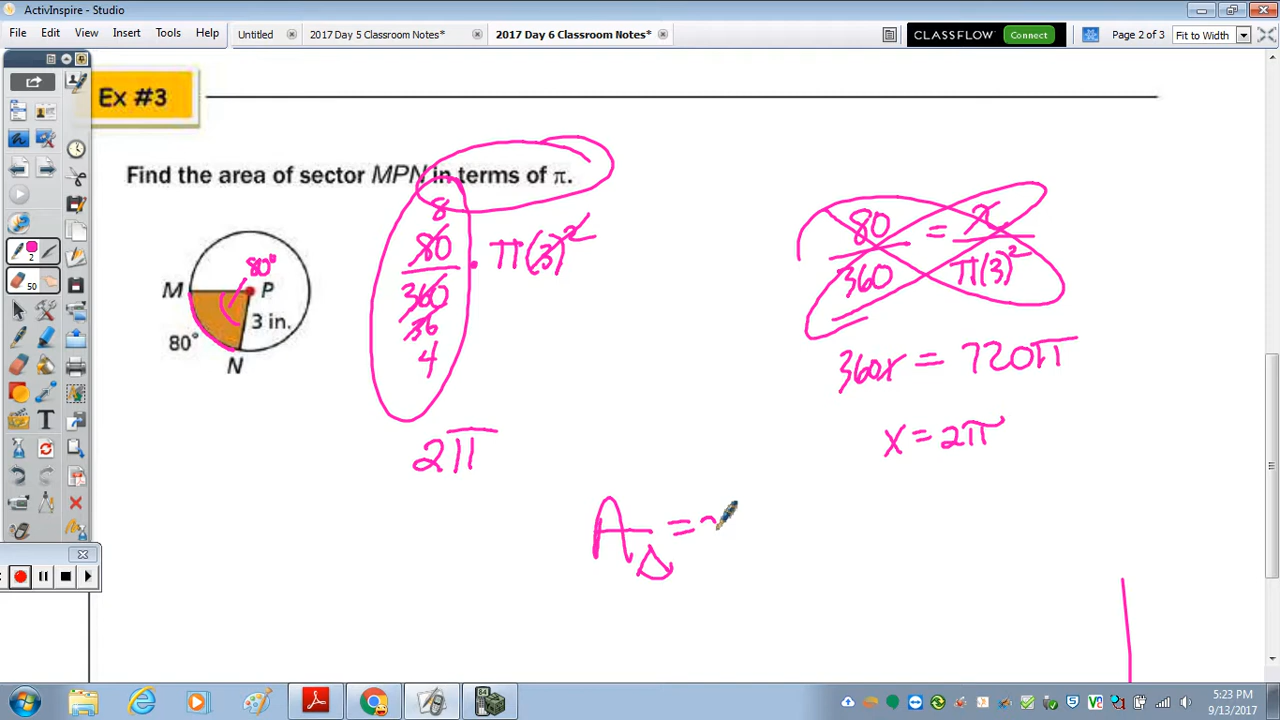 ActivInspire - Studio
File Edit View Insert Tools Help
Untitled
2017 Day 5 Classroom Notes*
2017 Day 6 Classroom Notes*
CLASSFLOW Connect
Page 2 of 3
Fit to Width
Ex #3
Find the area of sector MPN in terms of π.
M
P
80°
3 in.
80°
N
8
80
360
36
4
· π(3)²
2π
80/360 = x/π(3)²
360x = 720π
x = 2π
A =
2
50
5:23 PM
9/13/2017